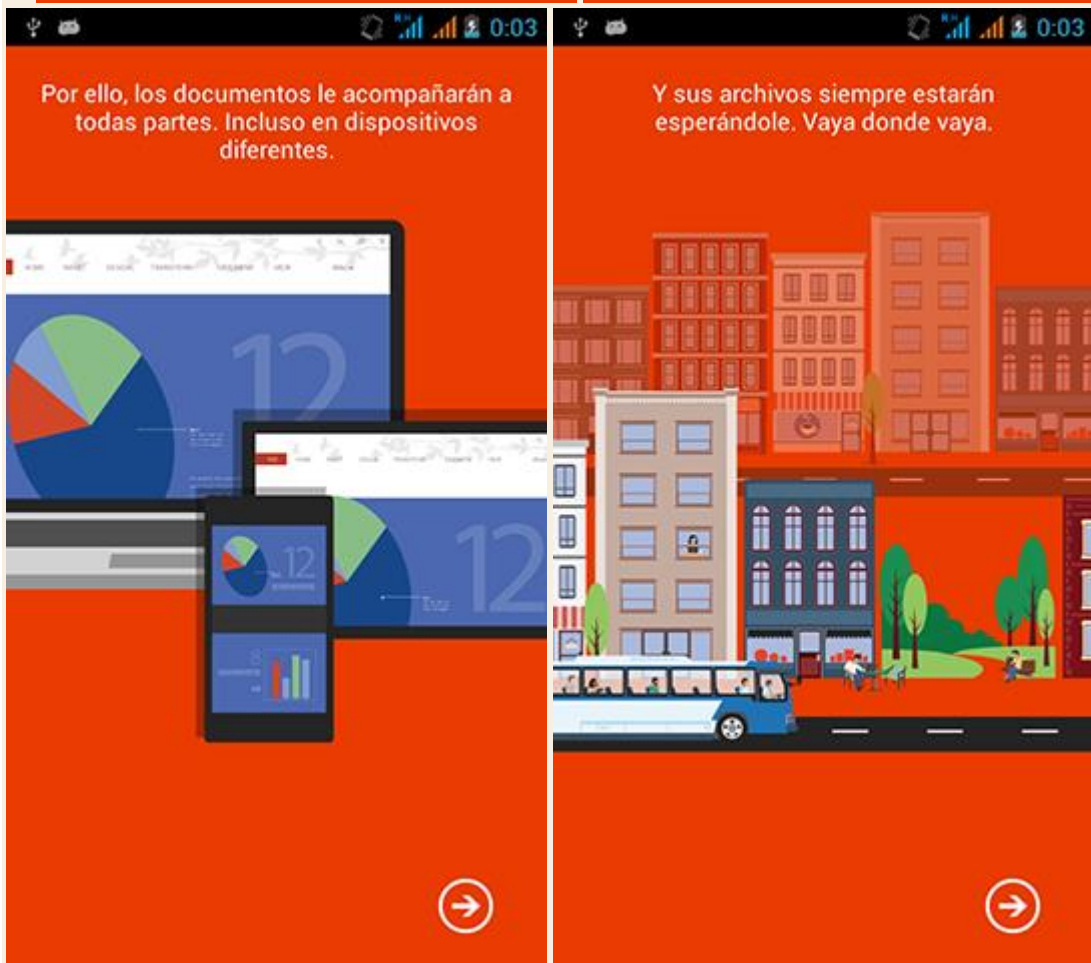 0:03
Por ello, los documentos le acompañarán a
todas partes. Incluso en dispositivos
diferentes.
12
12
12
R H
0:03
Y sus archivos siempre estarán
esperándole. Vaya donde vaya.